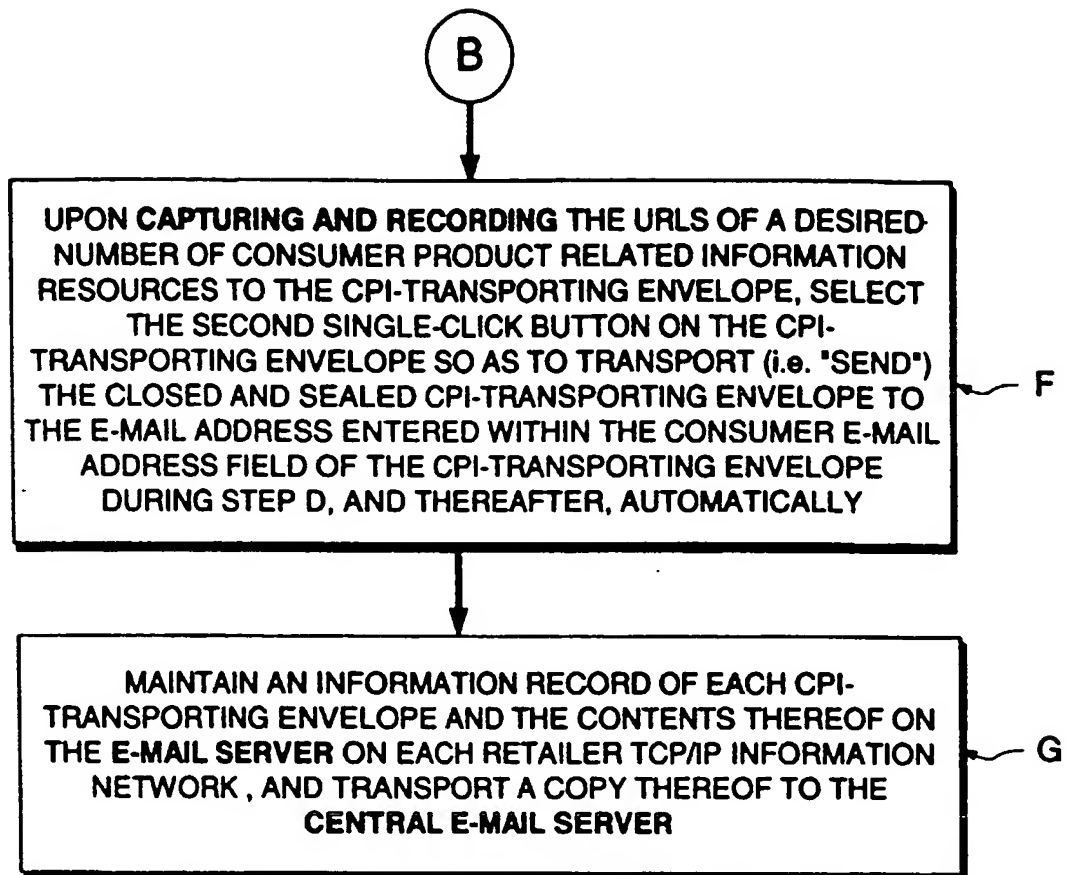 B
UPON CAPTURING AND RECORDING THE URLS OF A DESIRED
NUMBER OF CONSUMER PRODUCT RELATED INFORMATION
RESOURCES TO THE CPI-TRANSPORTING ENVELOPE, SELECT
THE SECOND SINGLE-CLICK BUTTON ON THE CPI-
TRANSPORTING ENVELOPE SO AS TO TRANSPORT (i.e. "SEND")
THE CLOSED AND SEALED CPI-TRANSPORTING ENVELOPE TO
THE E-MAIL ADDRESS ENTERED WITHIN THE CONSUMER E-MAIL
ADDRESS FIELD OF THE CPI-TRANSPORTING ENVELOPE
DURING STEP D, AND THEREAFTER, AUTOMATICALLY
F
MAINTAIN AN INFORMATION RECORD OF EACH CPI-
TRANSPORTING ENVELOPE AND THE CONTENTS THEREOF ON
THE E-MAIL SERVER ON EACH RETAILER TCP/IP INFORMATION
NETWORK , AND TRANSPORT A COPY THEREOF TO THE
CENTRAL E-MAIL SERVER
G